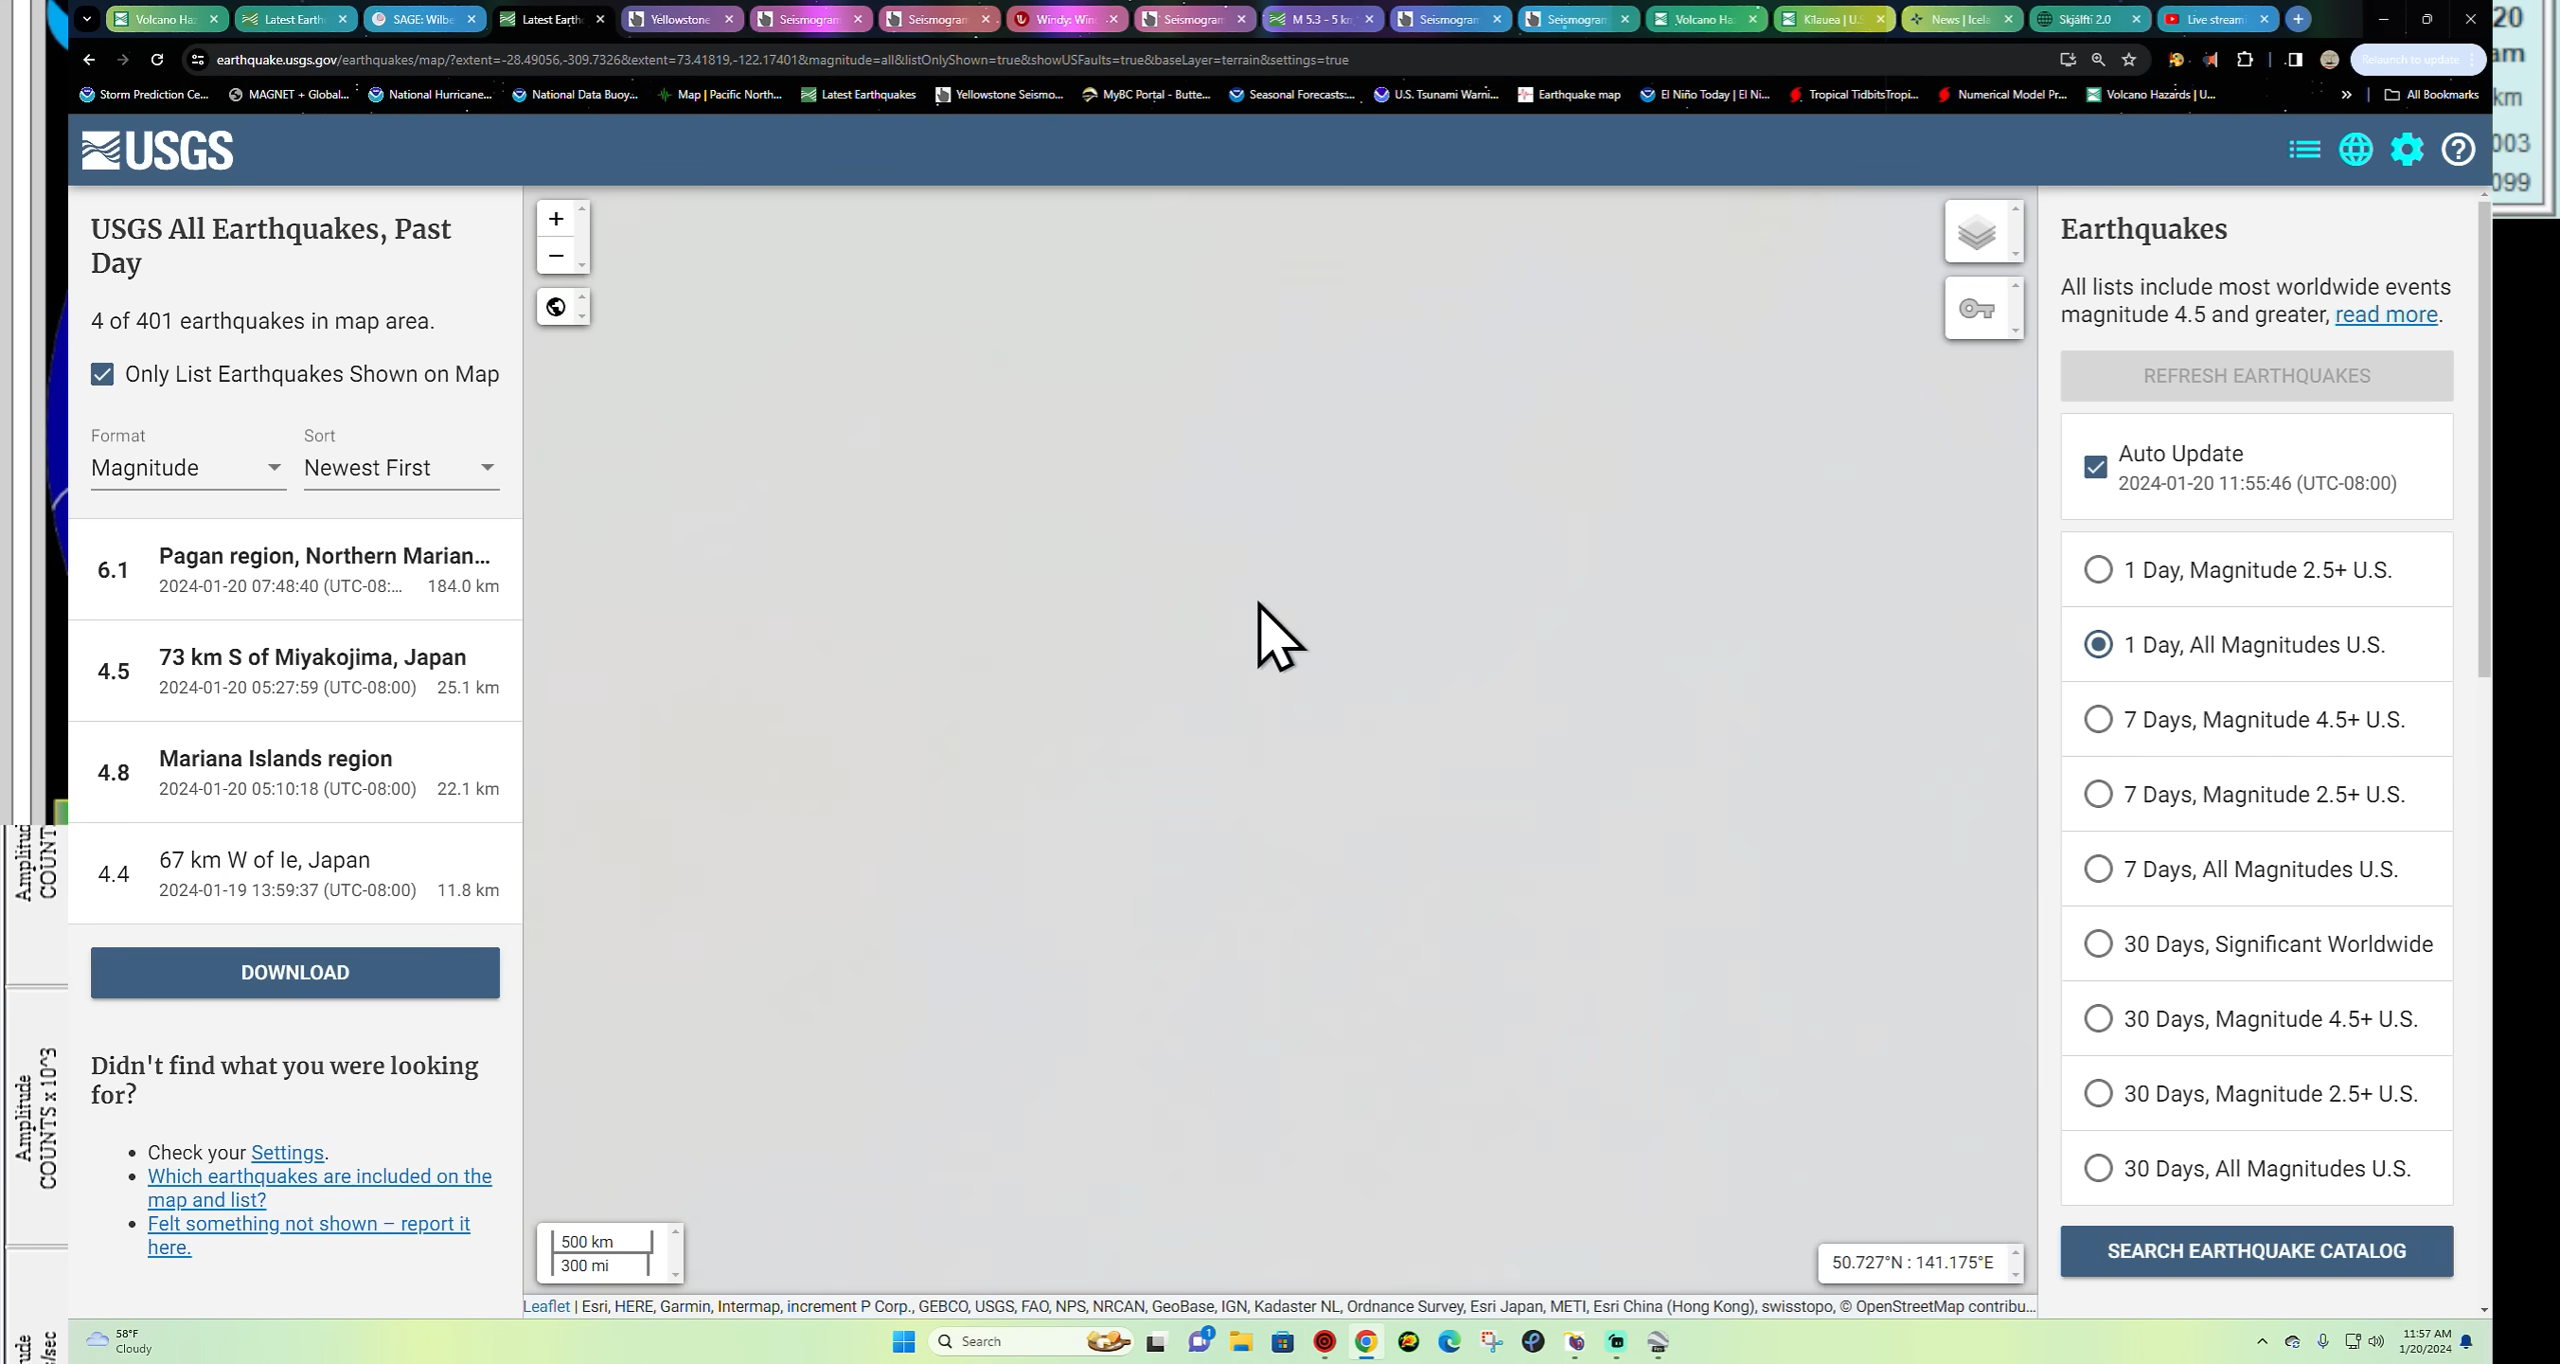 Volcano Ha:
Latest Earth
SAGE: Wilbe
Latest Earth
Yellowstone
Seismogram
Seismogram
Windy: Win
Seismogram
M 5.3 - 5 k
Seismogram
Seismogram
Volcano Ha:
Kīlauea | U.
News | Icela
Skjálfti 2.0
Live stream
earthquake.usgs.gov/earthquakes/map/?extent=-28.49056,-309.7326&extent=73.41819,-122.17401&magnitude=all&listOnlyShown=true&showUSFaults=true&baseLayer=terrain&settings=true
Relaunch to update
Storm Prediction Ce...
MAGNET + Global...
National Hurricane...
National Data Buoy...
Map | Pacific North...
Latest Earthquakes
Yellowstone Seismo...
MyBC Portal - Butte...
Seasonal Forecasts:...
U.S. Tsunami Warni...
Earthquake map
El Niño Today | El Ni...
Tropical TidbitsTropi...
Numerical Model Pr...
Volcano Hazards | U...
»
All Bookmarks
20
am
km
003
099
USGS
USGS All Earthquakes, Past
Day
4 of 401 earthquakes in map area.
Only List Earthquakes Shown on Map
Format
Sort
Magnitude
Newest First
6.1
Pagan region, Northern Marian...
2024-01-20 07:48:40 (UTC-08:...
184.0 km
4.5
73 km S of Miyakojima, Japan
2024-01-20 05:27:59 (UTC-08:00)
25.1 km
4.8
Mariana Islands region
2024-01-20 05:10:18 (UTC-08:00)
22.1 km
4.4
67 km W of Ie, Japan
2024-01-19 13:59:37 (UTC-08:00)
11.8 km
DOWNLOAD
Didn't find what you were looking
for?
• Check your Settings.
• Which earthquakes are included on the
map and list?
• Felt something not shown – report it
here.
Amplitud
COUNT
Amplitude
COUNTS x 10^3
ude
/sec
+
−
500 km
300 mi
50.727°N : 141.175°E
Leaflet | Esri, HERE, Garmin, Intermap, increment P Corp., GEBCO, USGS, FAO, NPS, NRCAN, GeoBase, IGN, Kadaster NL, Ordnance Survey, Esri Japan, METI, Esri China (Hong Kong), swisstopo, © OpenStreetMap contribu...
Earthquakes
All lists include most worldwide events
magnitude 4.5 and greater, read more.
REFRESH EARTHQUAKES
Auto Update
2024-01-20 11:55:46 (UTC-08:00)
1 Day, Magnitude 2.5+ U.S.
1 Day, All Magnitudes U.S.
7 Days, Magnitude 4.5+ U.S.
7 Days, Magnitude 2.5+ U.S.
7 Days, All Magnitudes U.S.
30 Days, Significant Worldwide
30 Days, Magnitude 4.5+ U.S.
30 Days, Magnitude 2.5+ U.S.
30 Days, All Magnitudes U.S.
SEARCH EARTHQUAKE CATALOG
58°F
Cloudy
Search
1
11:57 AM
1/20/2024